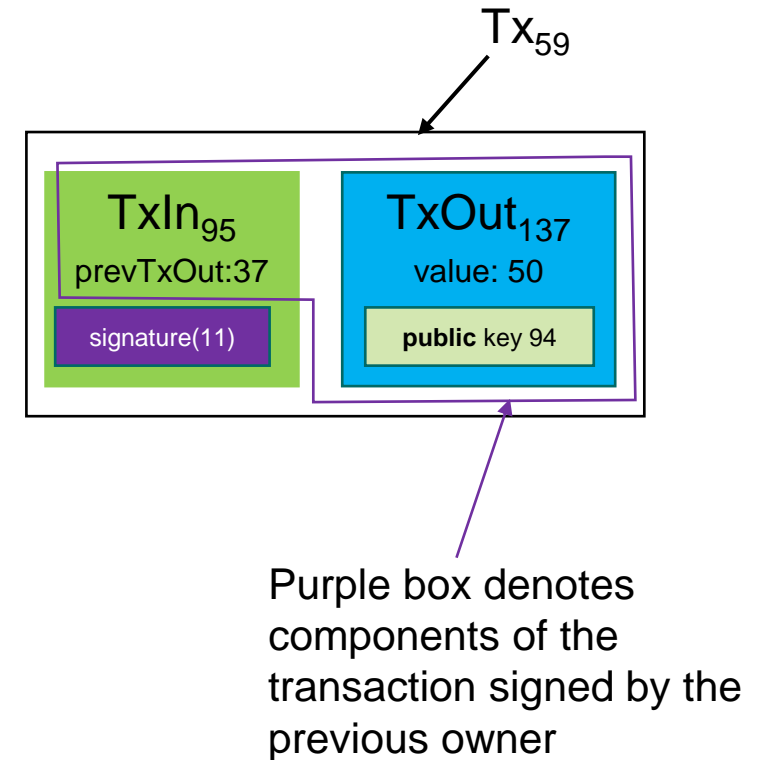 Tx59
TxIn95
prevTxOut:37
signature(11)
TxOut137
value: 50
public key 94
Purple box denotes
components of the
transaction signed by the
previous owner